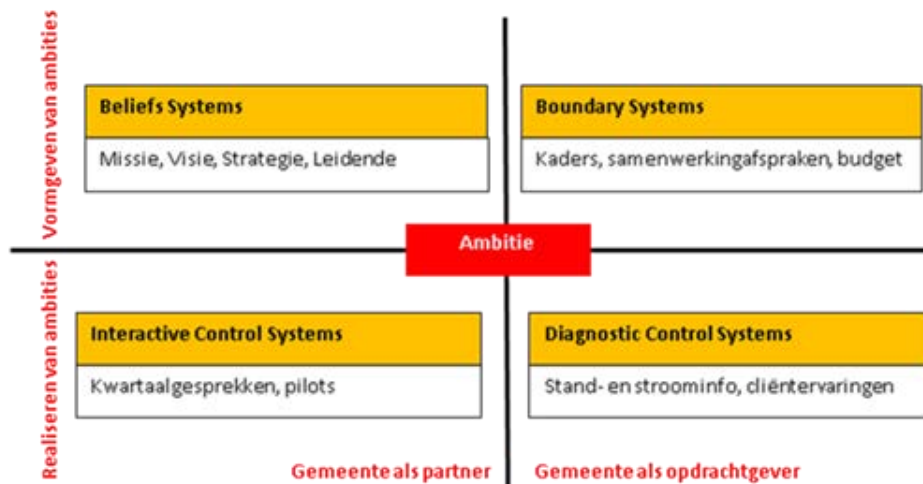 Vormgeven van ambities
Beliefs Systems
Missie, Visie, Strategie, Leidende
Boundary Systems
Kaders, samenwerkingafspraken, budget
Ambitie
Realiseren van ambities
Interactive Control Systems
Kwartaalgesprekken, pilots
Diagnostic Control Systems
Stand- en stroominfo, cliëntervaringen
Gemeente als partner
Gemeente als opdrachtgever